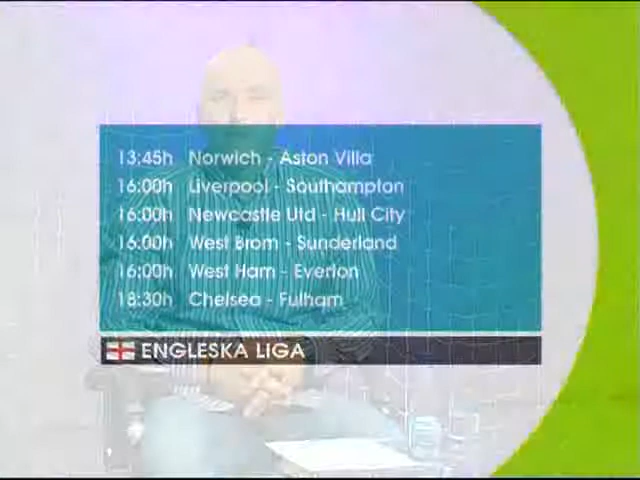 13:45h Norwich - Aston Villa
16:00h Liverpool - Southampton
16:00h Newcastle Utd - Hull City
16:00h West Brom - Sunderland
16:00h West Ham - Everton
18:30h Chelsea - Fulham
ENGLESKA LIGA